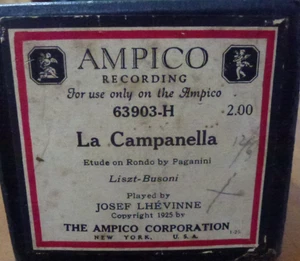 AMPICO
RECORDING
For use only on the Ampico
63903-H 2.00
La Campanella
Etude on Rondo by Paganini
Liszt-Busoni
Played by
JOSEF LHÉVINNE
Copyright 1925 by
THE AMPICO CORPORATION
NEW YORK, U.S.A.